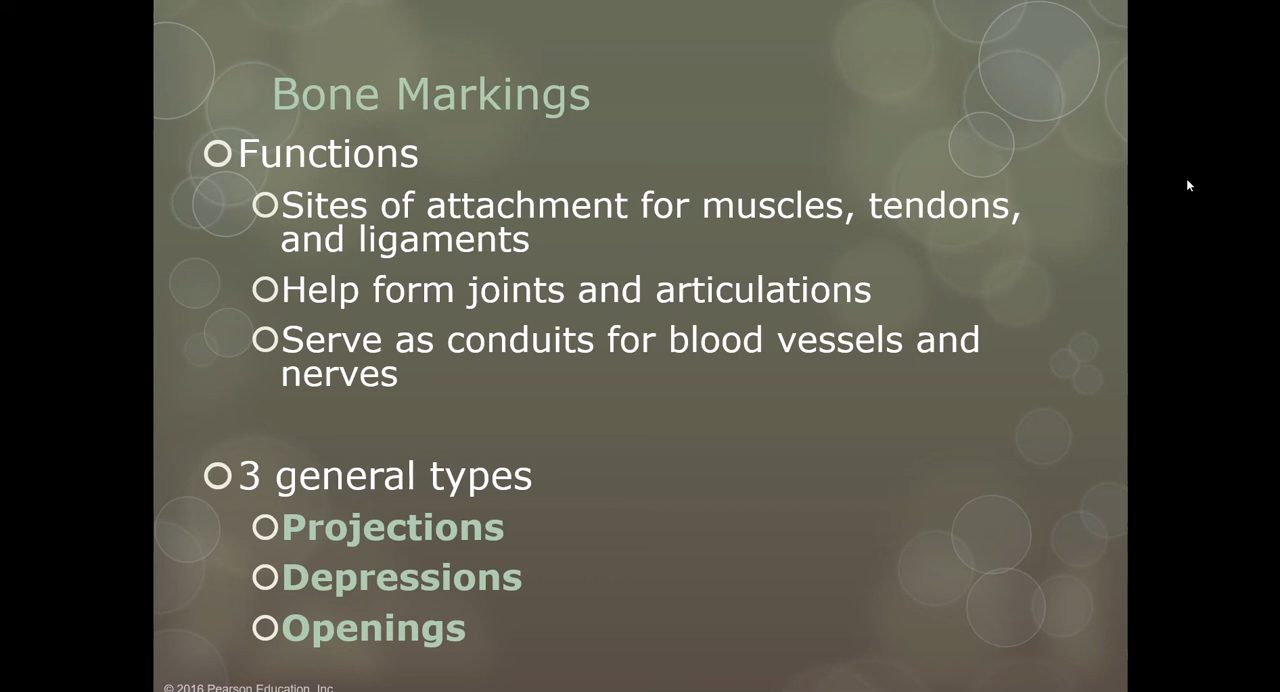 Bone Markings
Functions
Sites of attachment for muscles, tendons,
and ligaments
Help form joints and articulations
Serve as conduits for blood vessels and
nerves
3 general types
Projections
Depressions
Openings
© 2016 Pearson Education, Inc.